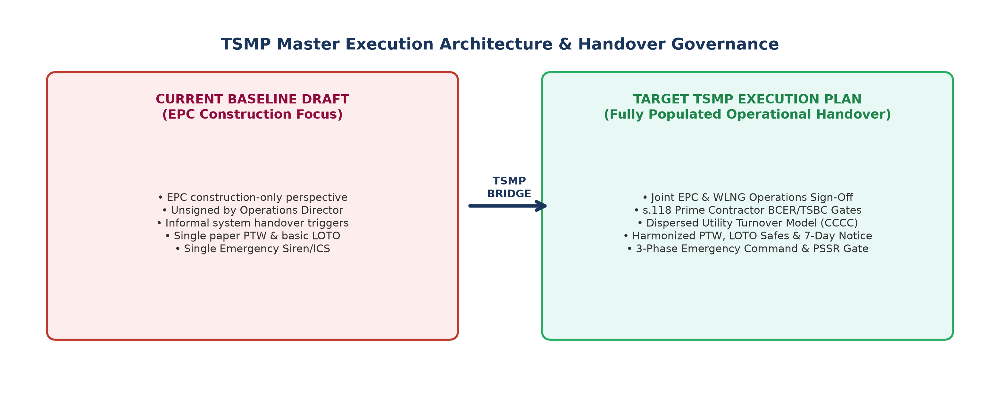 TSMP Master Execution Architecture & Handover Governance
CURRENT BASELINE DRAFT
(EPC Construction Focus)
• EPC construction-only perspective
• Unsigned by Operations Director
• Informal system handover triggers
• Single paper PTW & basic LOTO
• Single Emergency Siren/ICS
TSMP
BRIDGE
TARGET TSMP EXECUTION PLAN
(Fully Populated Operational Handover)
• Joint EPC & WLNG Operations Sign-Off
• s.118 Prime Contractor BCER/TSBC Gates
• Dispersed Utility Turnover Model (CCCC)
• Harmonized PTW, LOTO Safes & 7-Day Notice
• 3-Phase Emergency Command & PSSR Gate